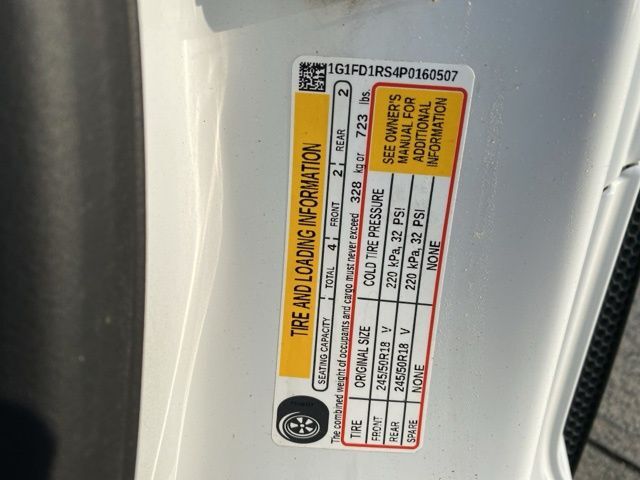 1G1FD1RS4P0160507
TIRE AND LOADING INFORMATION
SEATING CAPACITY TOTAL 4 FRONT 2 REAR 2
The combined weight of occupants and cargo must never exceed 328 kg or 723 lbs.
TIRE ORIGINAL SIZE COLD TIRE PRESSURE
FRONT 245/50R18 V 220 kPa, 32 PSI
REAR 245/50R18 V 220 kPa, 32 PSI
SPARE NONE NONE
SEE OWNER'S
MANUAL FOR
ADDITIONAL
INFORMATION